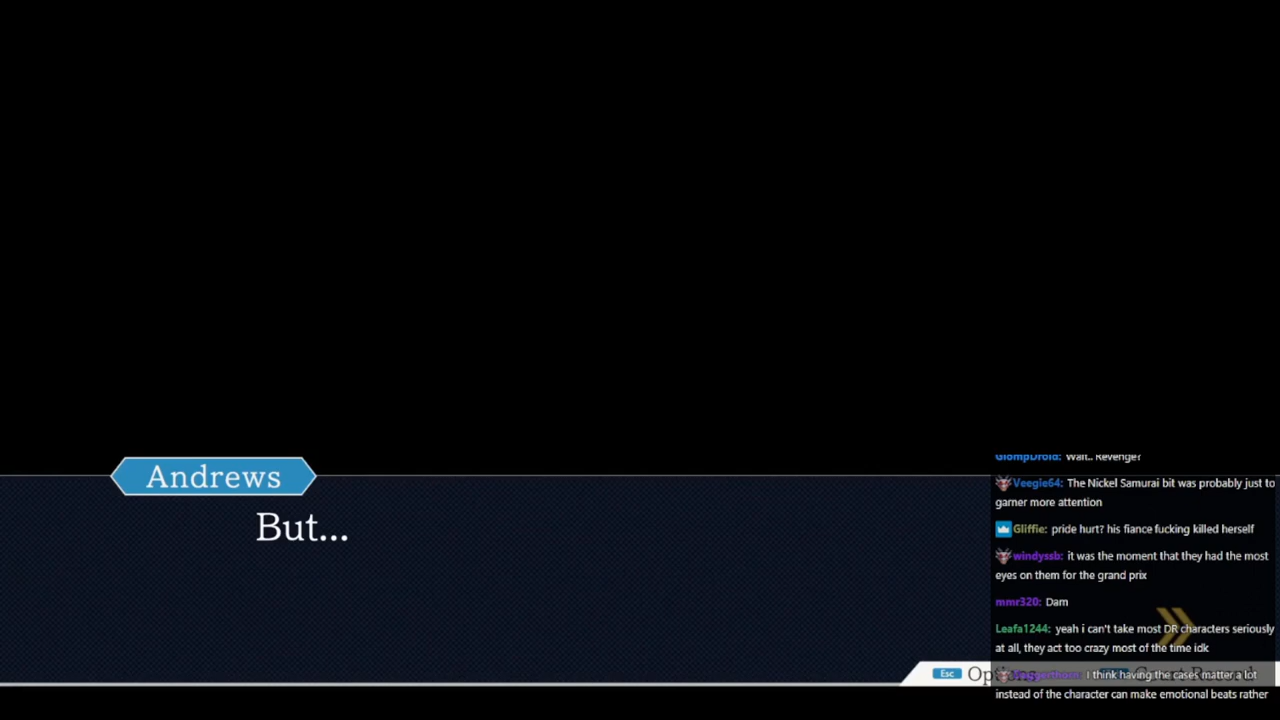 Andrews
But...
GlompDroid: Wait.. Revenge?
Veegie64: The Nickel Samurai bit was probably just to
garner more attention
Gliffie: pride hurt? his fiance fucking killed herself
windyssb: it was the moment that they had the most
eyes on them for the grand prix
mmr320: Dam
Leafa1244: yeah i can't take most DR characters seriously
at all, they act too crazy most of the time idk
I think having the cases matter a lot
instead of the character can make emotional beats rather
Esc Options
Court Record